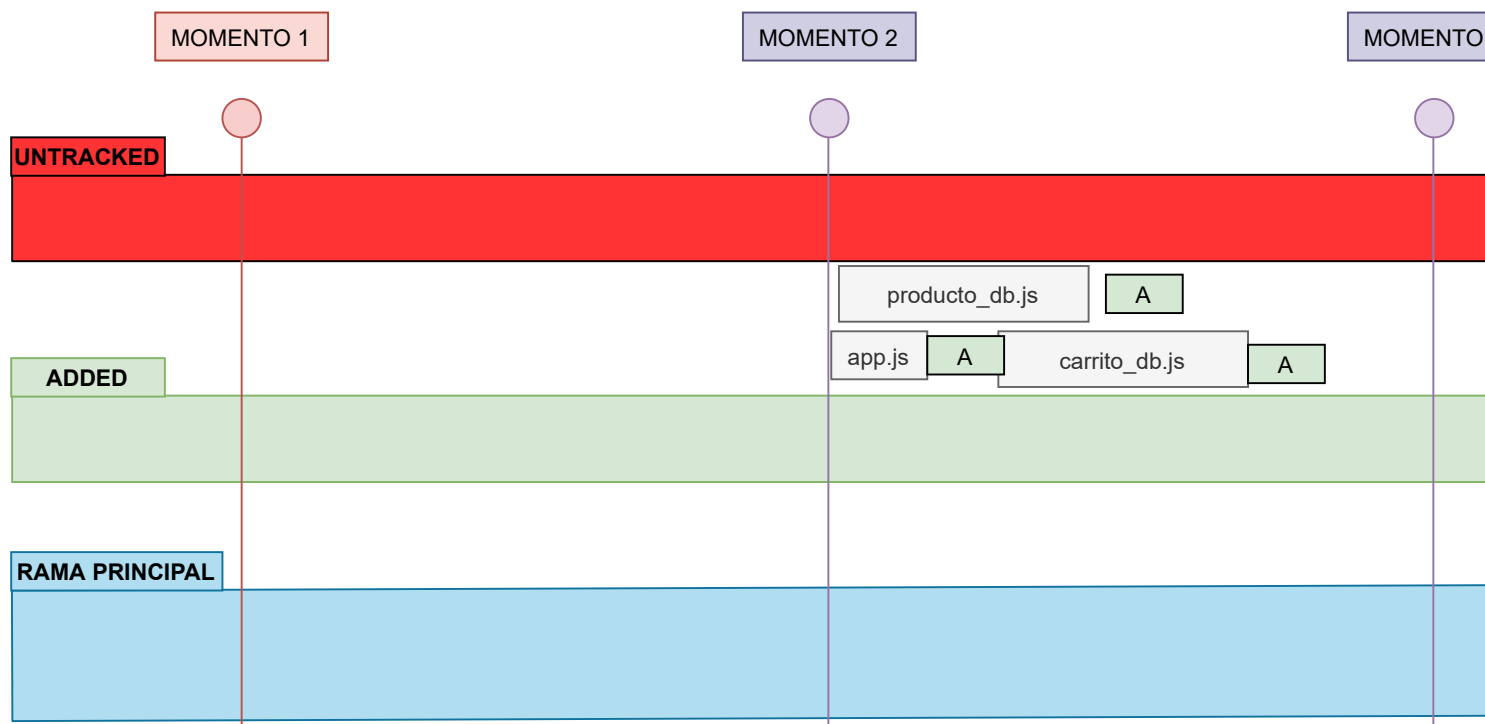 MOMENTO 1
MOMENTO 2
MOMENTO
UNTRACKED
producto_db.js
A
app.js
A
carrito_db.js
A
ADDED
RAMA PRINCIPAL